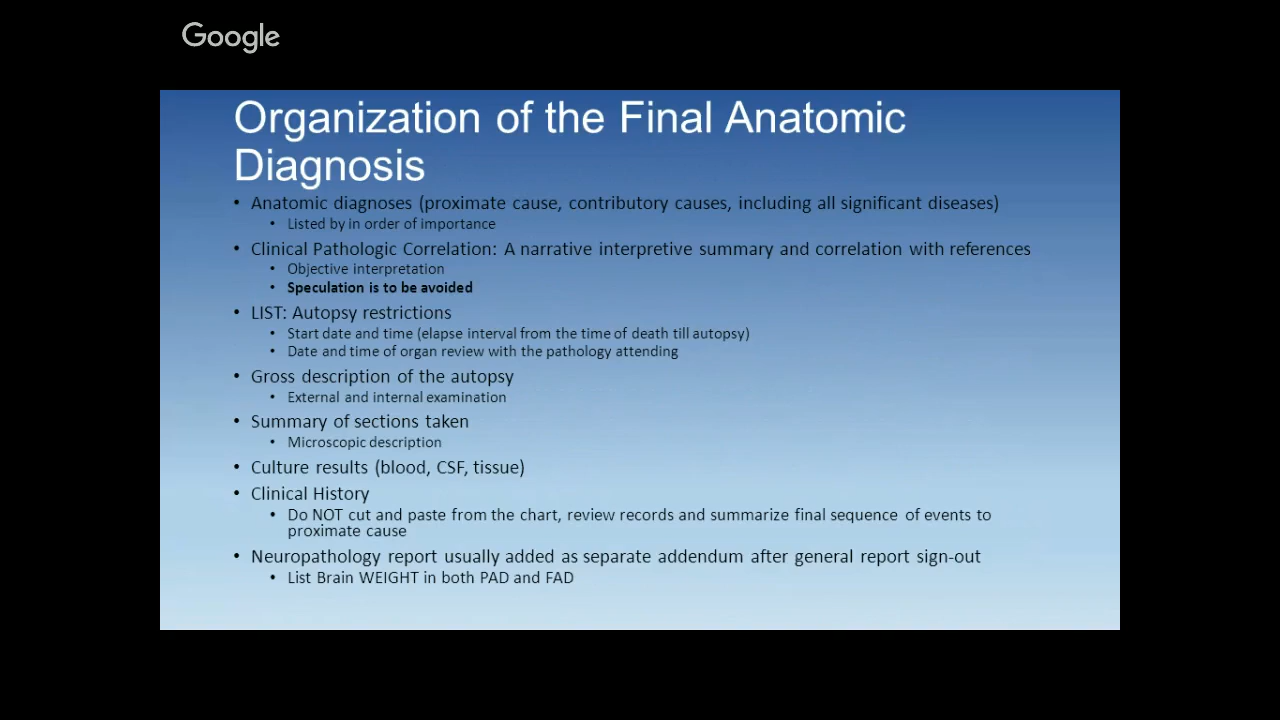 Google
Organization of the Final Anatomic
Diagnosis
• Anatomic diagnoses (proximate cause, contributory causes, including all significant diseases)
• Listed by in order of importance
• Clinical Pathologic Correlation: A narrative interpretive summary and correlation with references
• Objective interpretation
• Speculation is to be avoided
• LIST: Autopsy restrictions
• Start date and time (elapse interval from the time of death till autopsy)
• Date and time of organ review with the pathology attending
• Gross description of the autopsy
• External and internal examination
• Summary of sections taken
• Microscopic description
• Culture results (blood, CSF, tissue)
• Clinical History
• Do NOT cut and paste from the chart, review records and summarize final sequence of events to
proximate cause
• Neuropathology report usually added as separate addendum after general report sign-out
• List Brain WEIGHT in both PAD and FAD